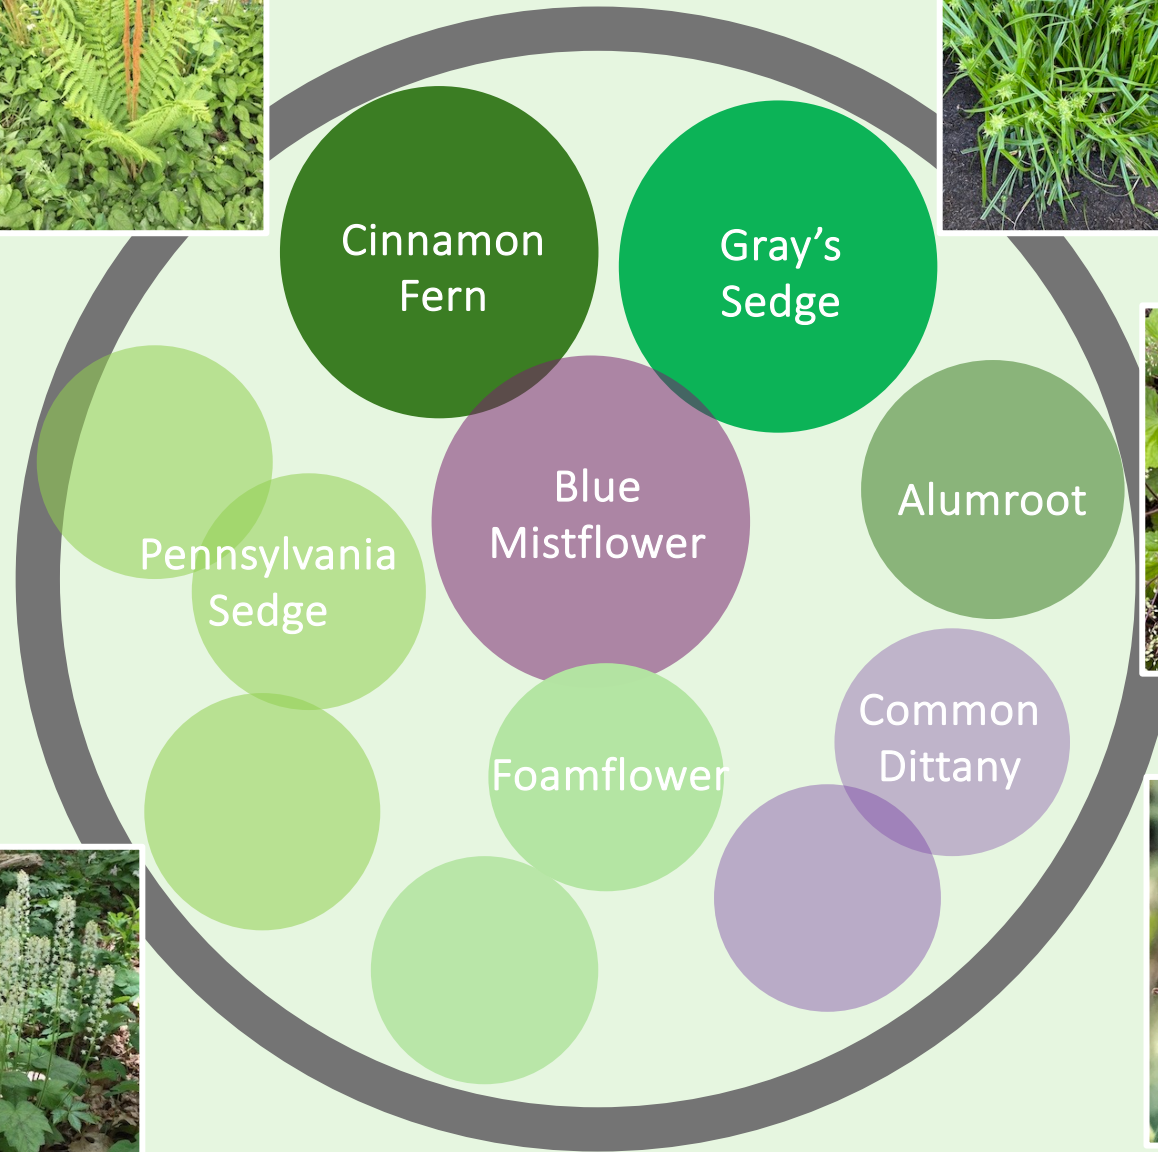 Cinnamon
Fern
Gray’s
Sedge
Blue
Mistflower
Alumroot
Pennsylvania
Sedge
Common
Dittany
Foamflower